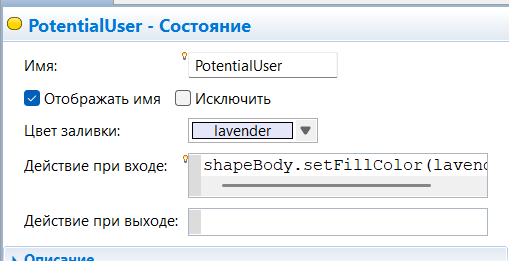 PotentialUser - Состояние
Имя: PotentialUser
Отображать имя Исключить
Цвет заливки: lavender
Действие при входе: shapeBody.setFillColor(lavend
Действие при выходе:
Описание